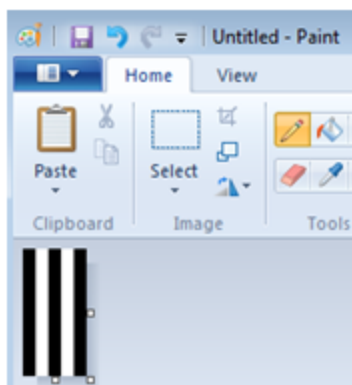 Untitled - Paint
Home View
Paste
Select
Clipboard
Image
Tools